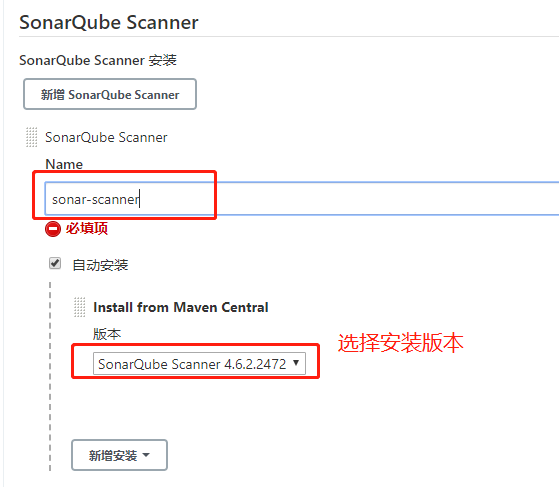 SonarQube Scanner
SonarQube Scanner 安装
新增 SonarQube Scanner
SonarQube Scanner
Name
sonar-scanner
必填项
自动安装
Install from Maven Central
版本
选择安装版本
SonarQube Scanner 4.6.2.2472
新增安装